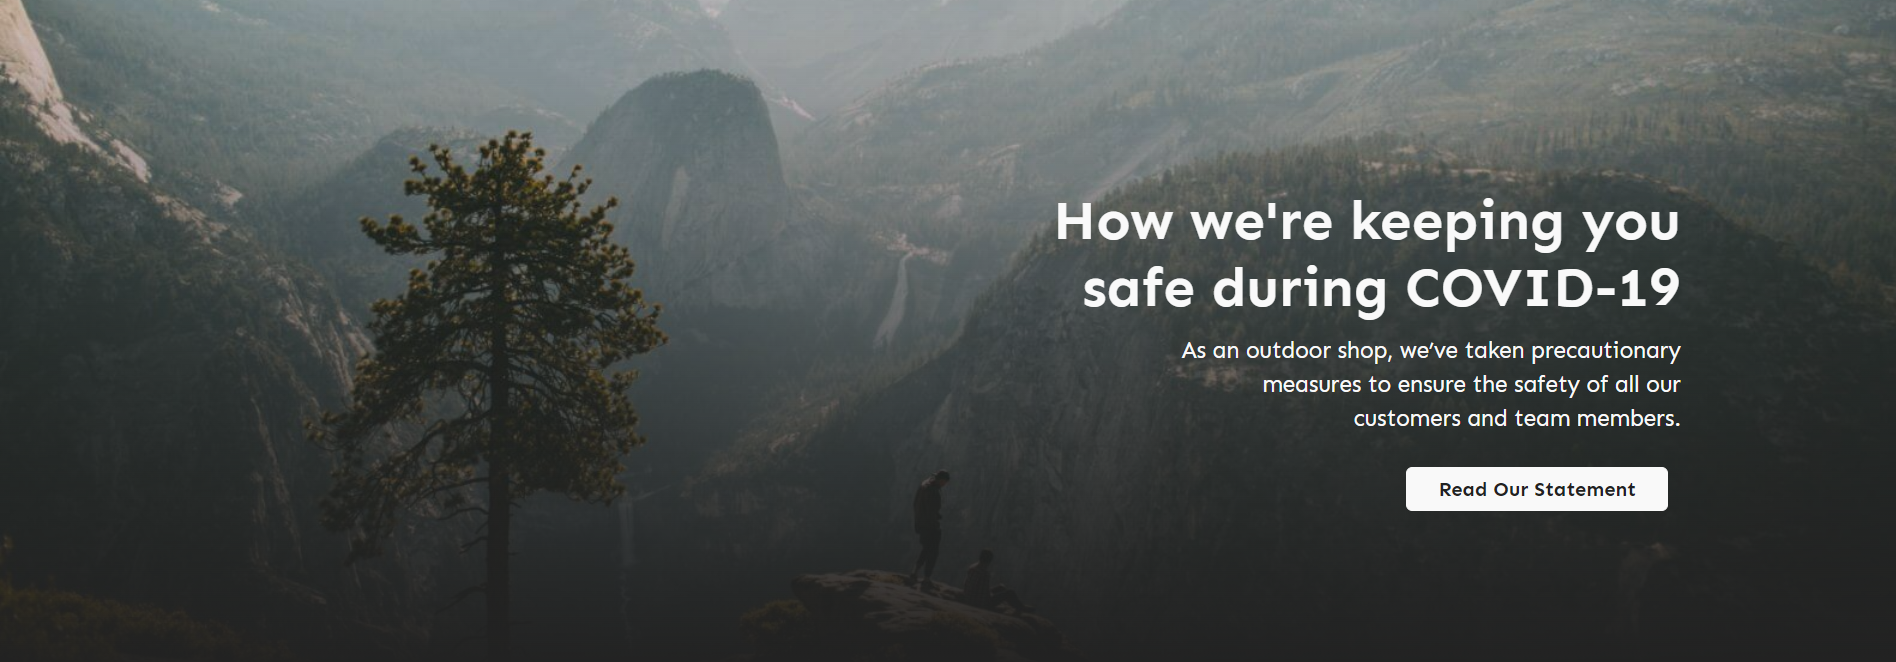 How we're keeping you
safe during COVID-19
As an outdoor shop, we’ve taken precautionary
measures to ensure the safety of all our
customers and team members.
Read Our Statement